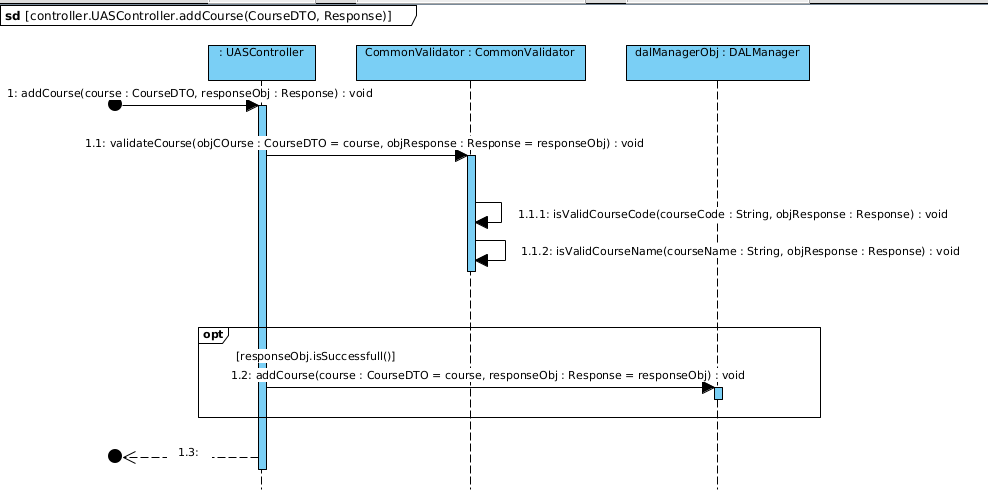 sd [controller.UASController.addCourse(CourseDTO, Response)]
: UASController
CommonValidator : CommonValidator
dalManagerObj : DALManager
1: addCourse(course : CourseDTO, responseObj : Response) : void
1.1: validateCourse(objCOurse : CourseDTO = course, objResponse : Response = responseObj) : void
1.1.1: isValidCourseCode(courseCode : String, objResponse : Response) : void
1.1.2: isValidCourseName(courseName : String, objResponse : Response) : void
opt
[responseObj.isSuccessfull()]
1.2: addCourse(course : CourseDTO = course, responseObj : Response = responseObj) : void
1.3: